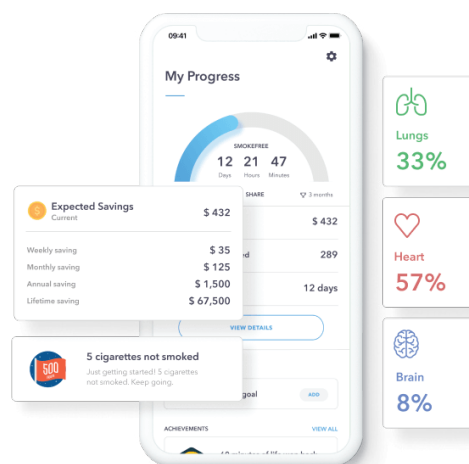 09:41
My Progress
SMOKEFREE
12 21 47
Days Hours Minutes
SHARE
3 months
$ 432
289
12 days
VIEW DETAILS
goal
ADD
ACHIEVEMENTS
VIEW ALL
Expected Savings
Current
$ 432
Weekly saving
$ 35
Monthly saving
$ 125
Annual saving
$ 1,500
Lifetime saving
$ 67,500
500
5 cigarettes not smoked
Just getting started! 5 cigarettes
not smoked. Keep going.
Lungs
33%
Heart
57%
Brain
8%